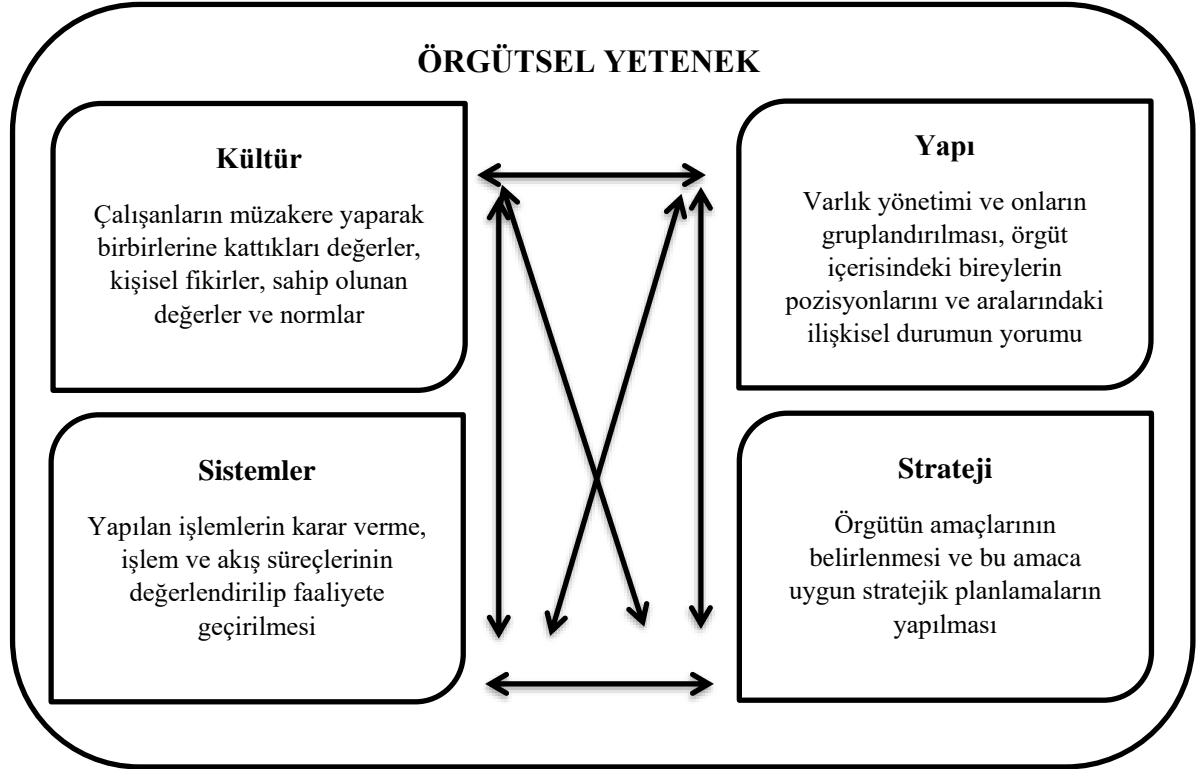 ÖRGÜTSEL YETENEK
Kültür
Çalışanların müzakere yaparak
birbirlerine kattıkları değerler,
kişisel fikirler, sahip olunan
değerler ve normlar
Yapı
Varlık yönetimi ve onların
gruplandırılması, örgüt
içerisindeki bireylerin
pozisyonlarını ve aralarındaki
ilişkisel durumun yorumu
Sistemler
Yapılan işlemlerin karar verme,
işlem ve akış süreçlerinin
değerlendirilip faaliyete
geçirilmesi
Strateji
Örgütün amaçlarının
belirlenmesi ve bu amaca
uygun stratejik planlamaların
yapılması